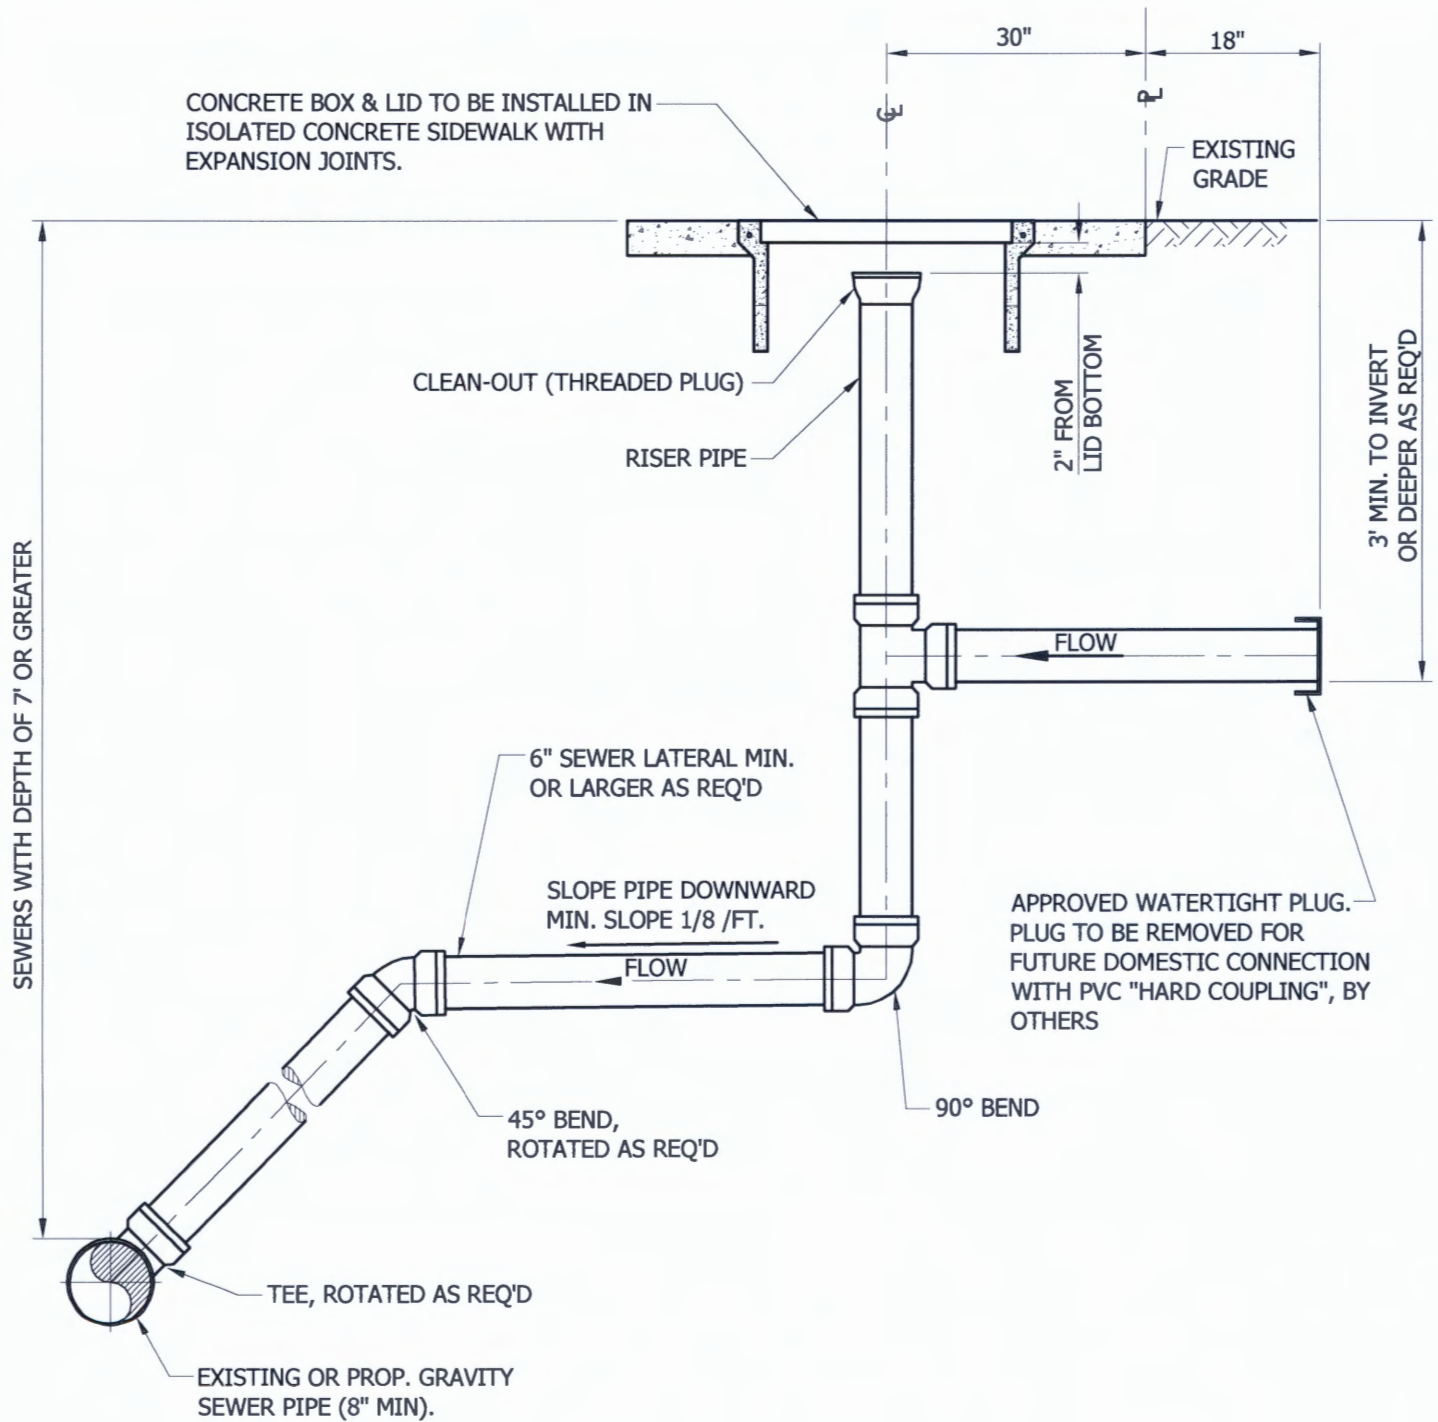 30"
18"
CONCRETE BOX & LID TO BE INSTALLED IN
ISOLATED CONCRETE SIDEWALK WITH
EXPANSION JOINTS.
CL
PL
EXISTING
GRADE
CLEAN-OUT (THREADED PLUG)
RISER PIPE
2" FROM
LID BOTTOM
3' MIN. TO INVERT
OR DEEPER AS REQ'D
SEWERS WITH DEPTH OF 7' OR GREATER
FLOW
6" SEWER LATERAL MIN.
OR LARGER AS REQ'D
SLOPE PIPE DOWNWARD
MIN. SLOPE 1/8 /FT.
FLOW
APPROVED WATERTIGHT PLUG.
PLUG TO BE REMOVED FOR
FUTURE DOMESTIC CONNECTION
WITH PVC "HARD COUPLING", BY
OTHERS
45° BEND,
ROTATED AS REQ'D
90° BEND
TEE, ROTATED AS REQ'D
EXISTING OR PROP. GRAVITY
SEWER PIPE (8" MIN).